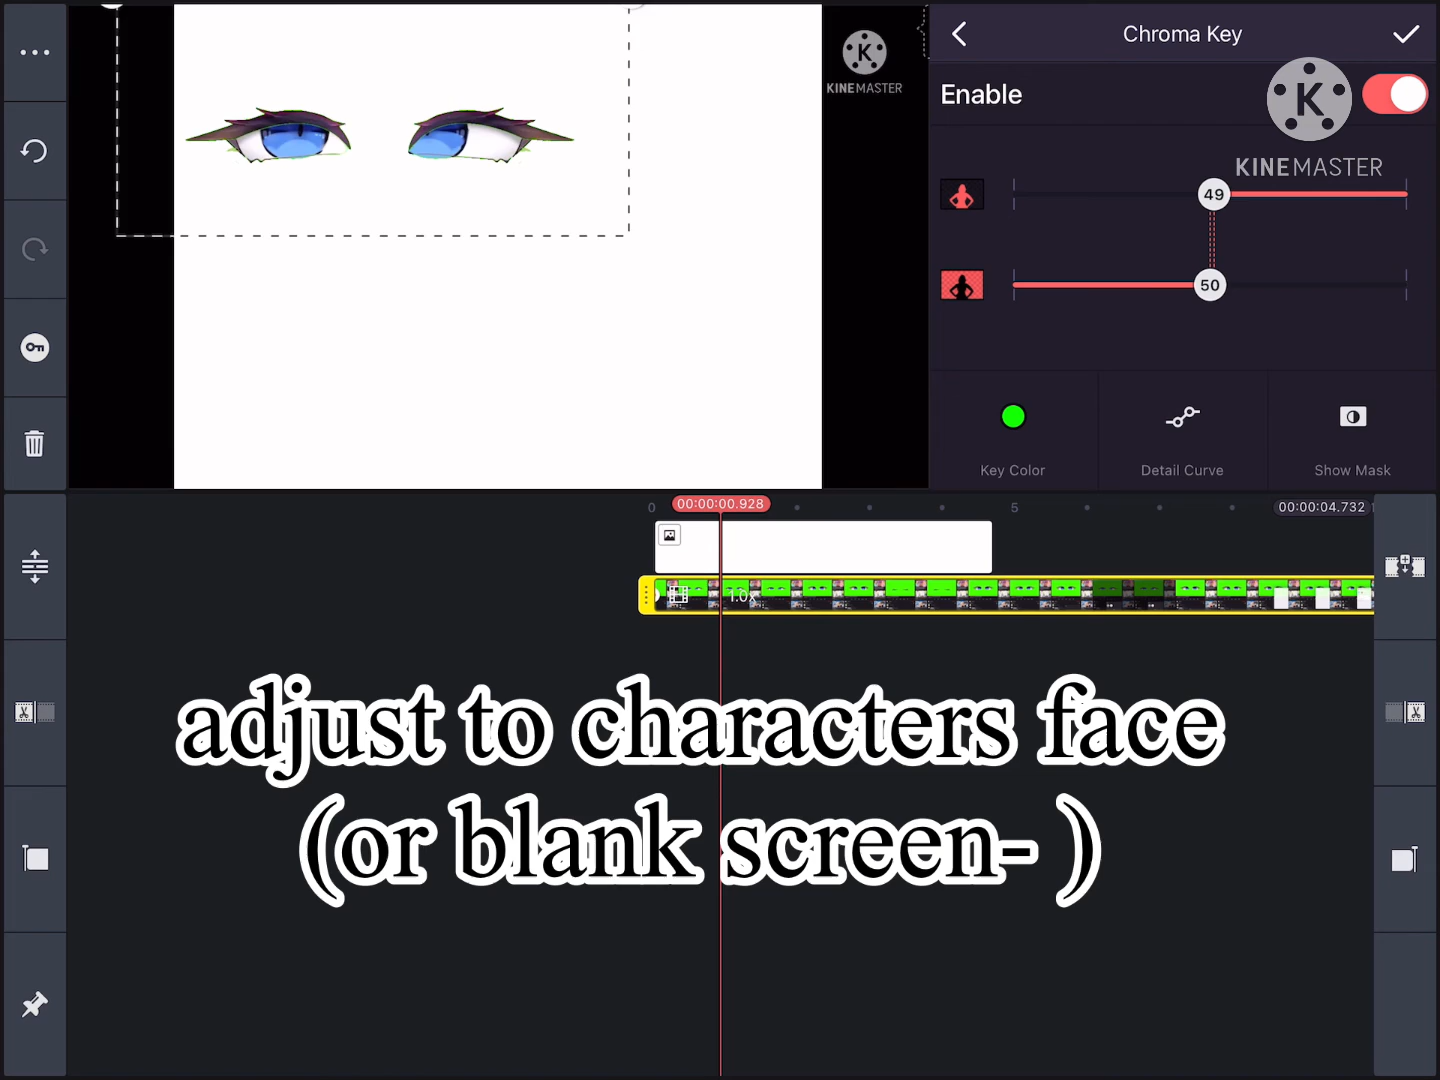 K
KINEMASTER
Chroma Key
Enable
K
KINEMASTER
49
50
Key Color
Detail Curve
Show Mask
0
00:00:00.928
5
00:00:04.732
1.0x
adjust to characters face
(or blank screen- )